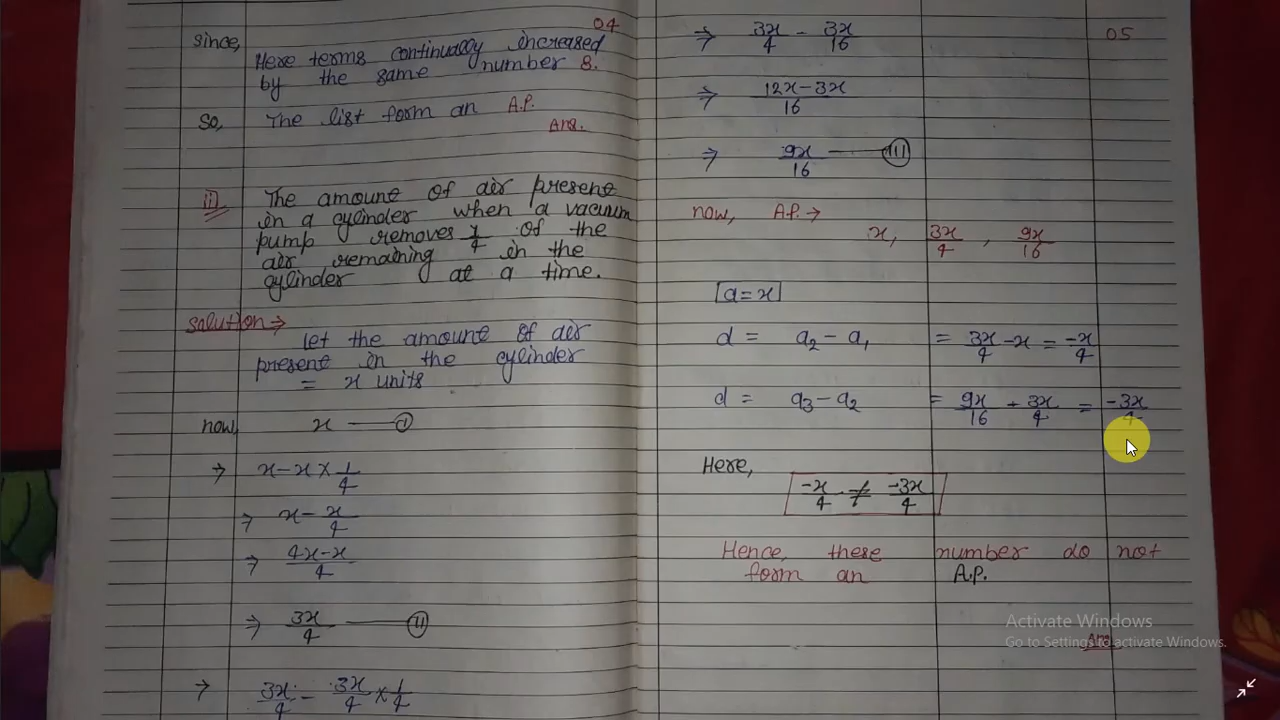 04
since,
Here terms continually increased
by the same number 8.
So, The list form an A.P.
Ans.
ii) The amount of air present
in a cylinder when a vacuum
pump removes 1/4 of the
air remaining in the
cylinder at a time.
Solution ⇒
let the amount of air
present in the cylinder
= x units
now, x — (I)
⇒ x - x × 1/4
⇒ x - x/4
⇒ 4x-x/4
⇒ 3x/4 — (II)
⇒ 3x/4 - 3x/4 × 1/4
05
⇒ 3x/4 - 3x/16
⇒ 12x-3x/16
⇒ 9x/16 — (III)
now, A.P. →
x, 3x/4, 9x/16
a = x
d = a₂ - a₁ = 3x/4 - x = -x/4
d = a₃ - a₂ = 9x/16 - 3x/4 = -3x/4
Here,
-x/4 ≠ -3x/4
Hence, these number do not
form an A.P.
Ans
Activate Windows
Go to Settings to activate Windows.